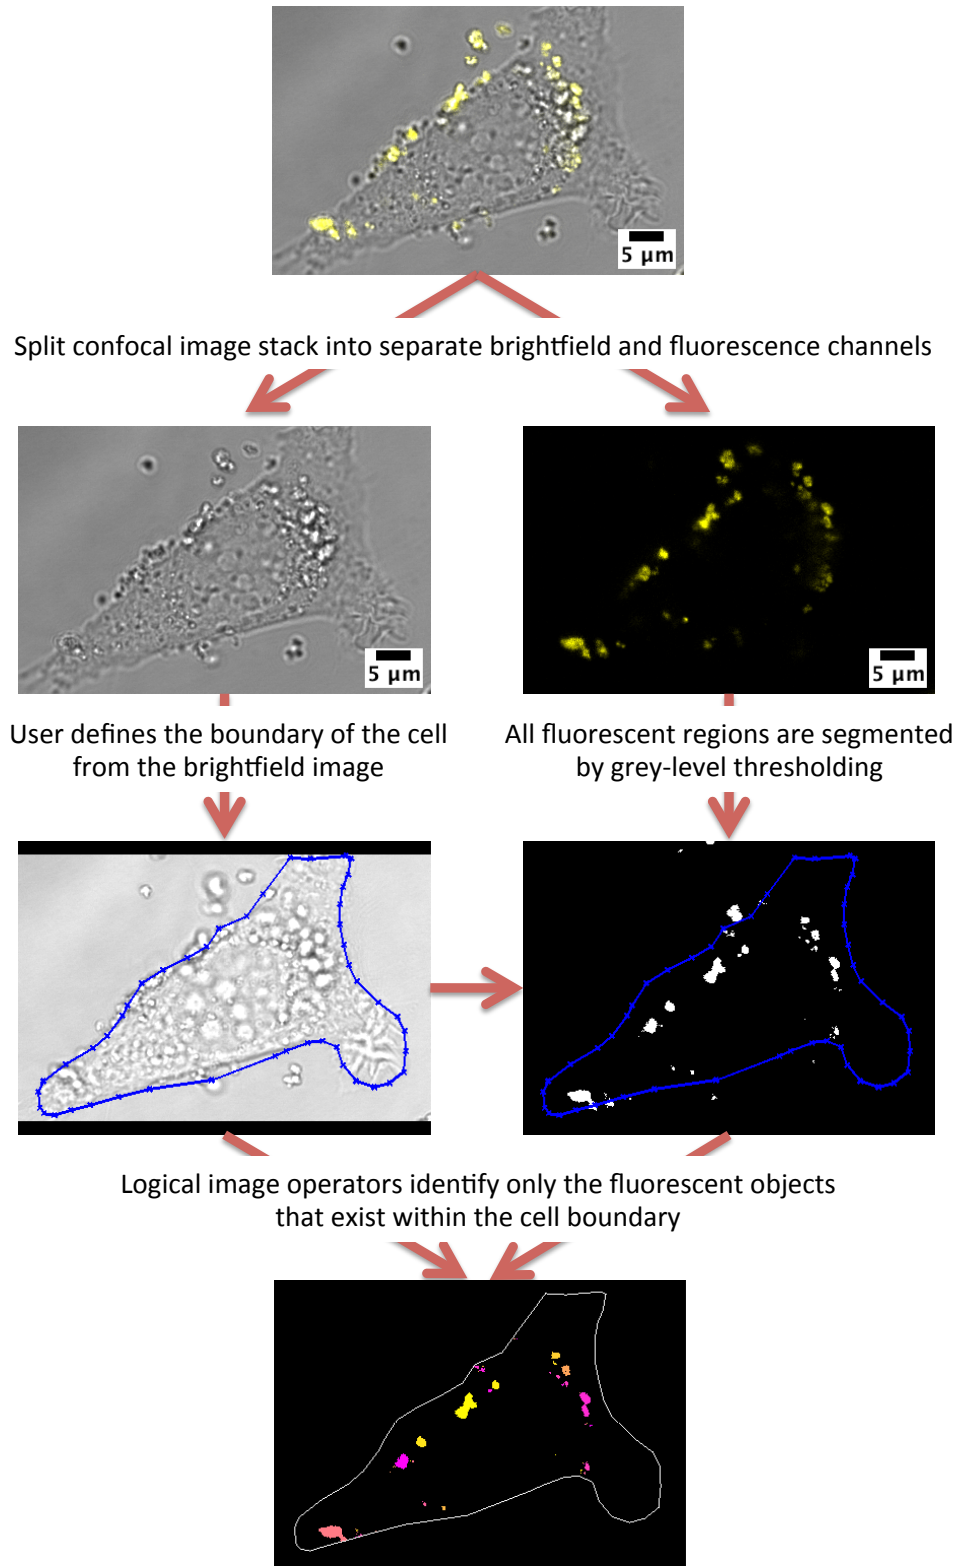 5 µm
Split confocal image stack into separate brightfield and fluorescence channels
5 µm
5 µm
User defines the boundary of the cell
from the brightfield image
All fluorescent regions are segmented
by grey-level thresholding
Logical image operators identify only the fluorescent objects
that exist within the cell boundary